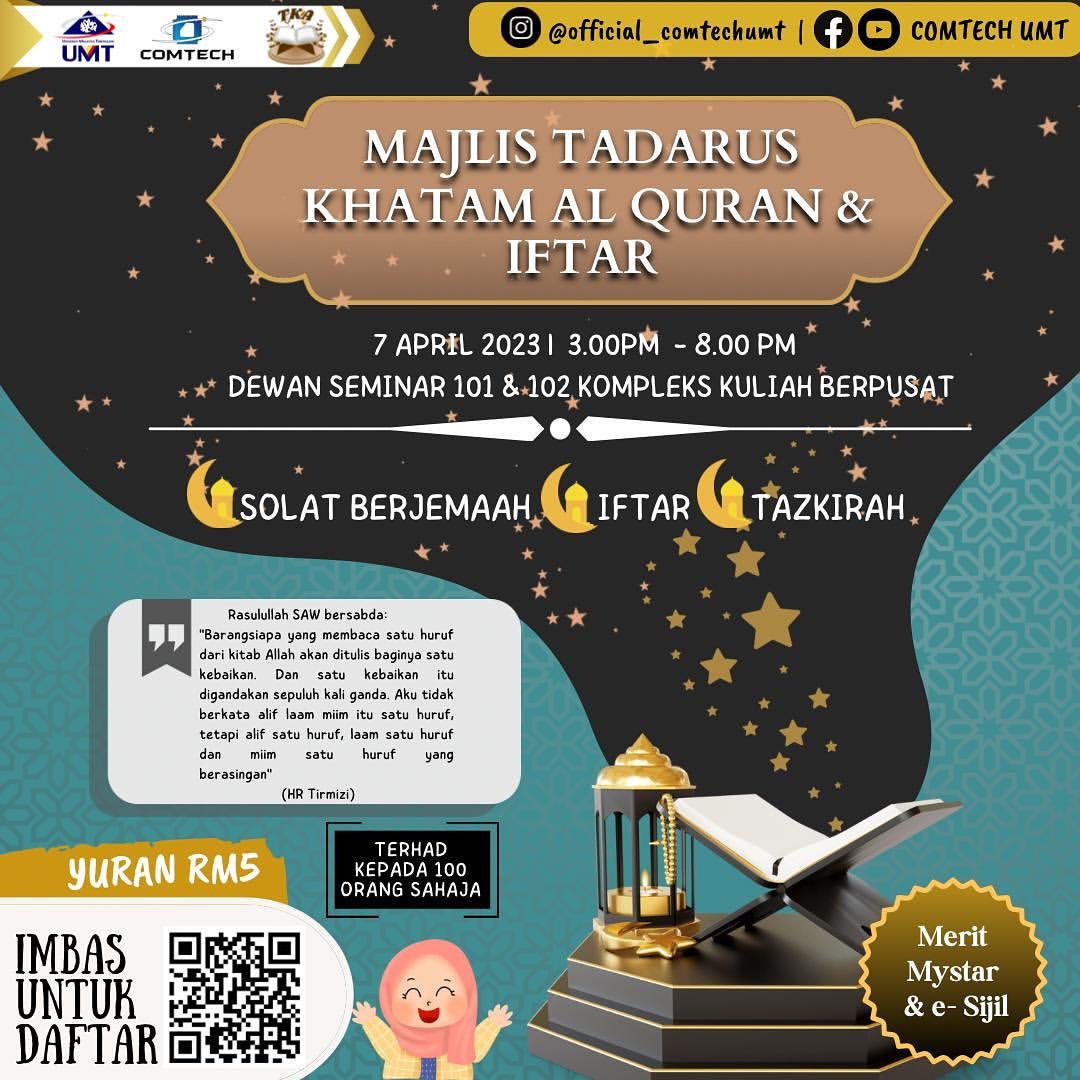 UMT
COMTECH
TKA
@official_comtechumt |
COMTECH UMT
MAJLIS TADARUS
KHATAM AL QURAN &
IFTAR
7 APRIL 2023 | 3.00PM - 8.00 PM
DEWAN SEMINAR 101 & 102 KOMPLEKS KULIAH BERPUSAT
SOLAT BERJEMAAH IFTAR TAZKIRAH
Rasulullah SAW bersabda:
"Barangsiapa yang membaca satu huruf
dari kitab Allah akan ditulis baginya satu
kebaikan. Dan satu kebaikan itu
digandakan sepuluh kali ganda. Aku tidak
berkata alif laam miim itu satu huruf,
tetapi alif satu huruf, laam satu huruf
dan miim satu huruf yang
berasingan"
(HR Tirmizi)
YURAN RM5
TERHAD
KEPADA 100
ORANG SAHAJA
IMBAS
UNTUK
DAFTAR
Merit
Mystar
& e- Sijil